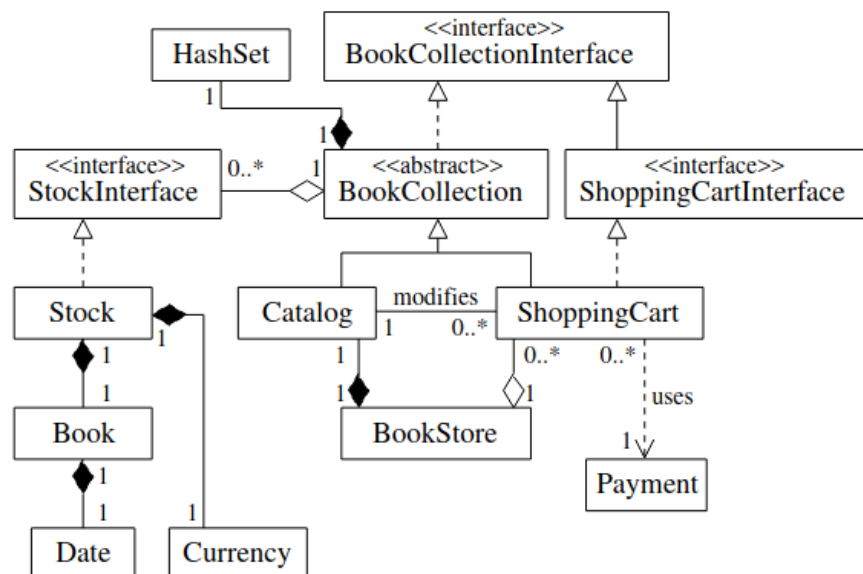 <<interface>>
BookCollectionInterface
HashSet
1
1
<<interface>>
StockInterface
0..*
1
<<abstract>>
BookCollection
<<interface>>
ShoppingCartInterface
Stock
1
1
1
Catalog
modifies
1
0..*
ShoppingCart
1
0..*
0..*
Book
1
1
1
BookStore
1
uses
1
1
Payment
1
Date
Currency